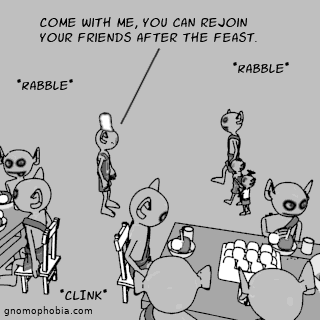 COME WITH ME, YOU CAN REJOIN
YOUR FRIENDS AFTER THE FEAST.
*RABBLE*
*RABBLE*
*CLINK*
gnomophobia.com